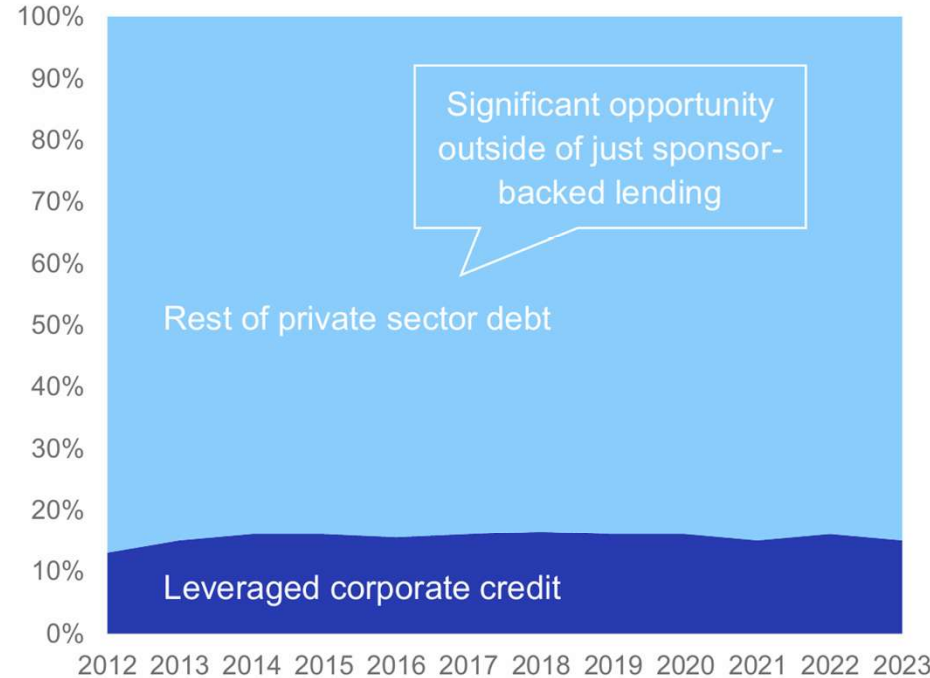 100%
90%
80%
70%
60%
50%
40%
30%
20%
10%
0%
Significant opportunity
outside of just sponsor-
backed lending
Rest of private sector debt
Leveraged corporate credit
2012 2013 2014 2015 2016 2017 2018 2019 2020 2021 2022 2023